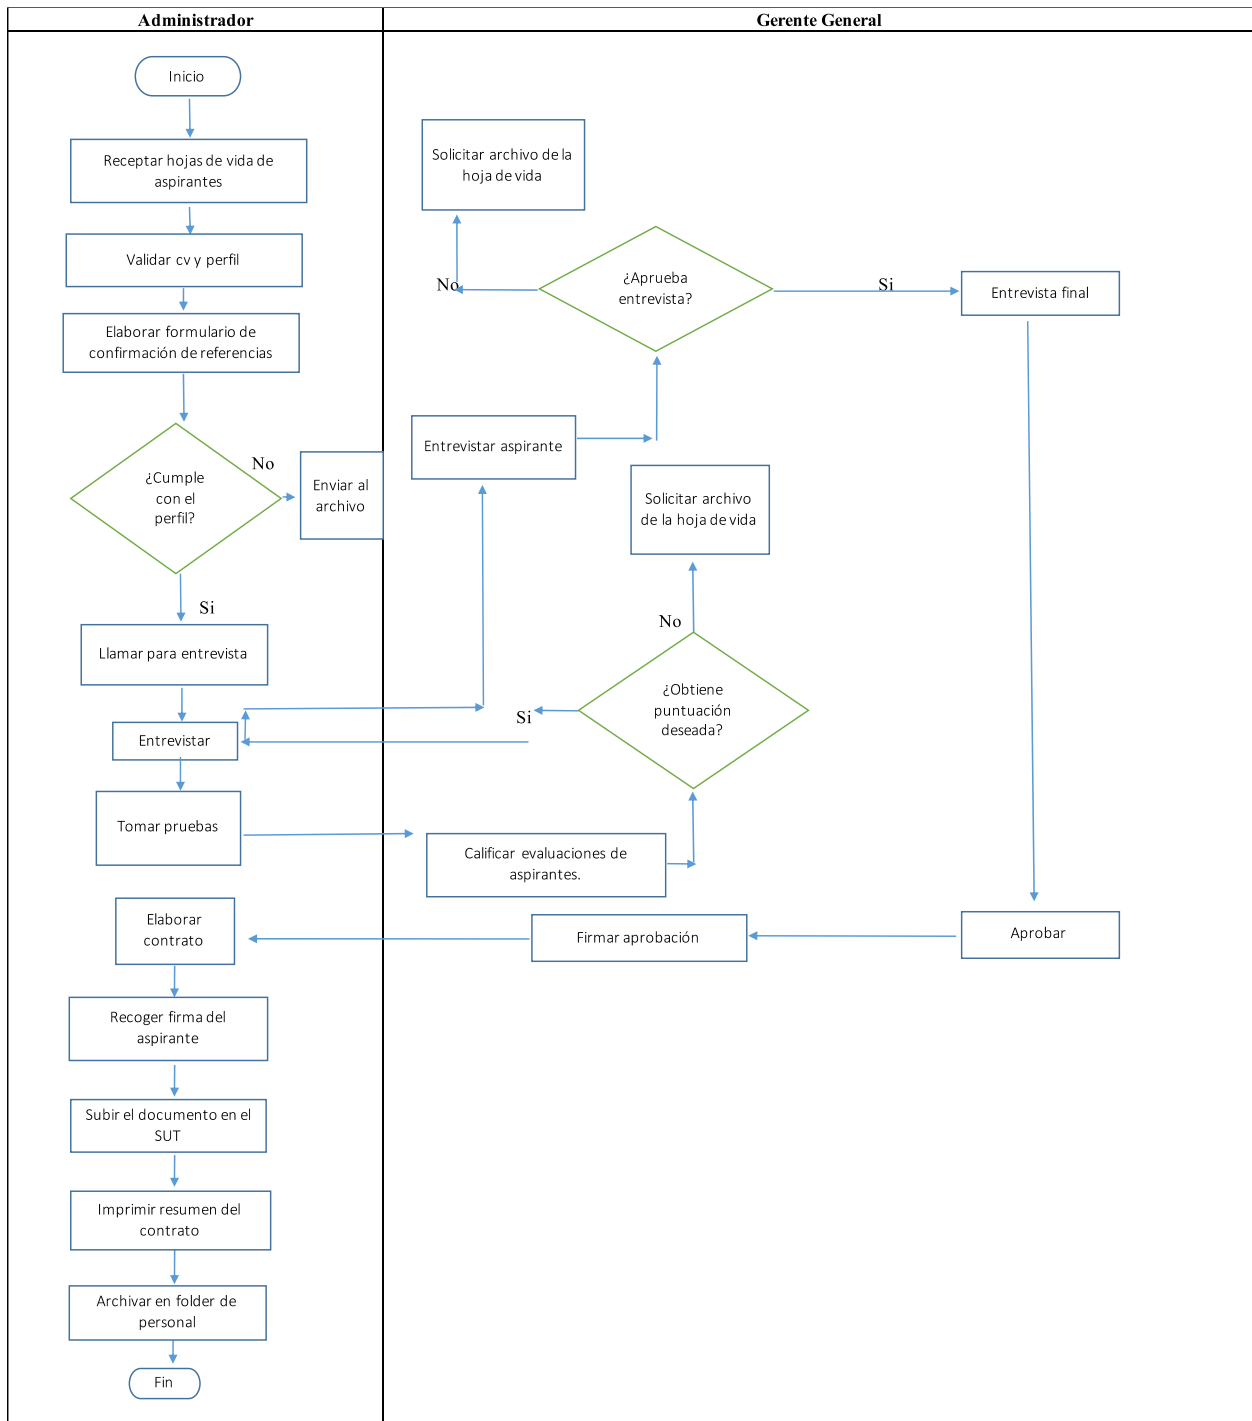 Administrador
Gerente General
Inicio
Receptar hojas de vida de
aspirantes
Validar cv y perfil
Elaborar formulario de
confirmación de referencias
¿Cumple
con el
perfil?
No
Enviar al
archivo
Si
Llamar para entrevista
Entrevistar
Tomar pruebas
Elaborar
contrato
Recoger firma del
aspirante
Subir el documento en el
SUT
Imprimir resumen del
contrato
Archivar en folder de
personal
Fin
Solicitar archivo de la
hoja de vida
No
¿Aprueba
entrevista?
Si
Entrevista final
Entrevistar aspirante
Solicitar archivo
de la hoja de vida
No
¿Obtiene
puntuación
deseada?
Si
Calificar evaluaciones de
aspirantes.
Firmar aprobación
Aprobar